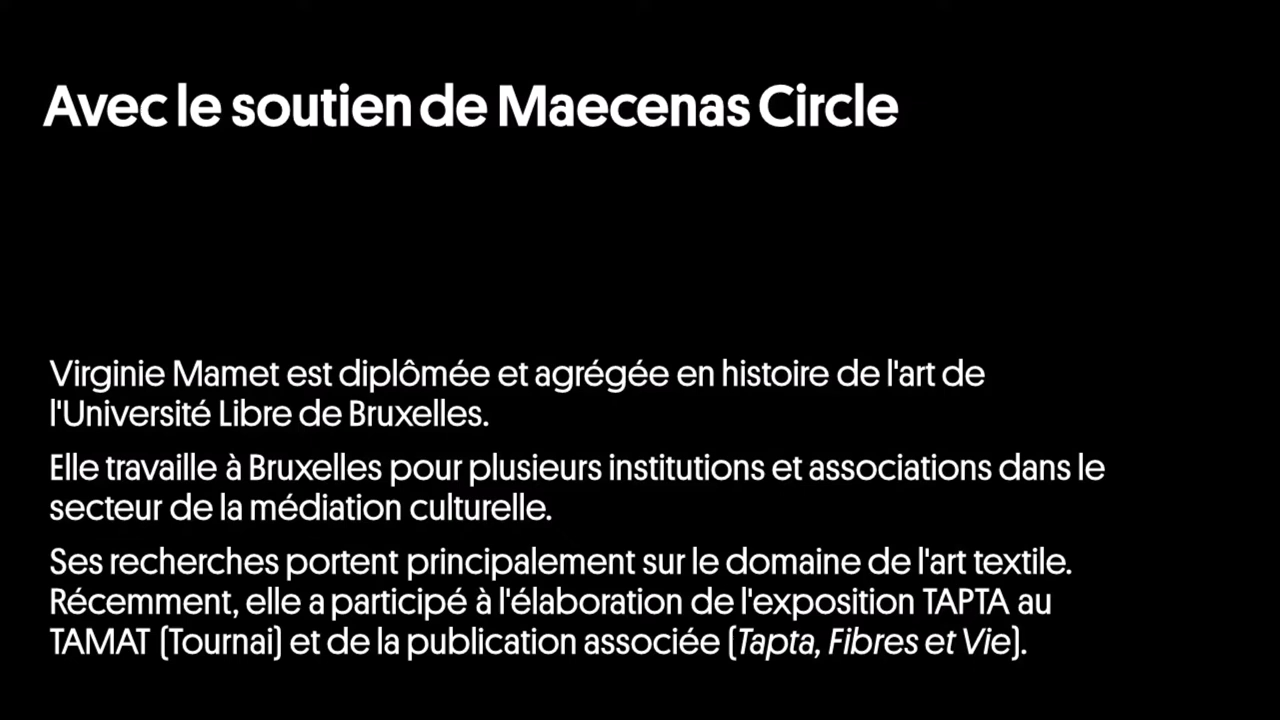 Avec le soutien de Maecenas Circle
Virginie Mamet est diplômée et agrégée en histoire de l'art de
l'Université Libre de Bruxelles.
Elle travaille à Bruxelles pour plusieurs institutions et associations dans le
secteur de la médiation culturelle.
Ses recherches portent principalement sur le domaine de l'art textile.
Récemment, elle a participé à l'élaboration de l'exposition TAPTA au
TAMAT (Tournai) et de la publication associée (Tapta, Fibres et Vie).